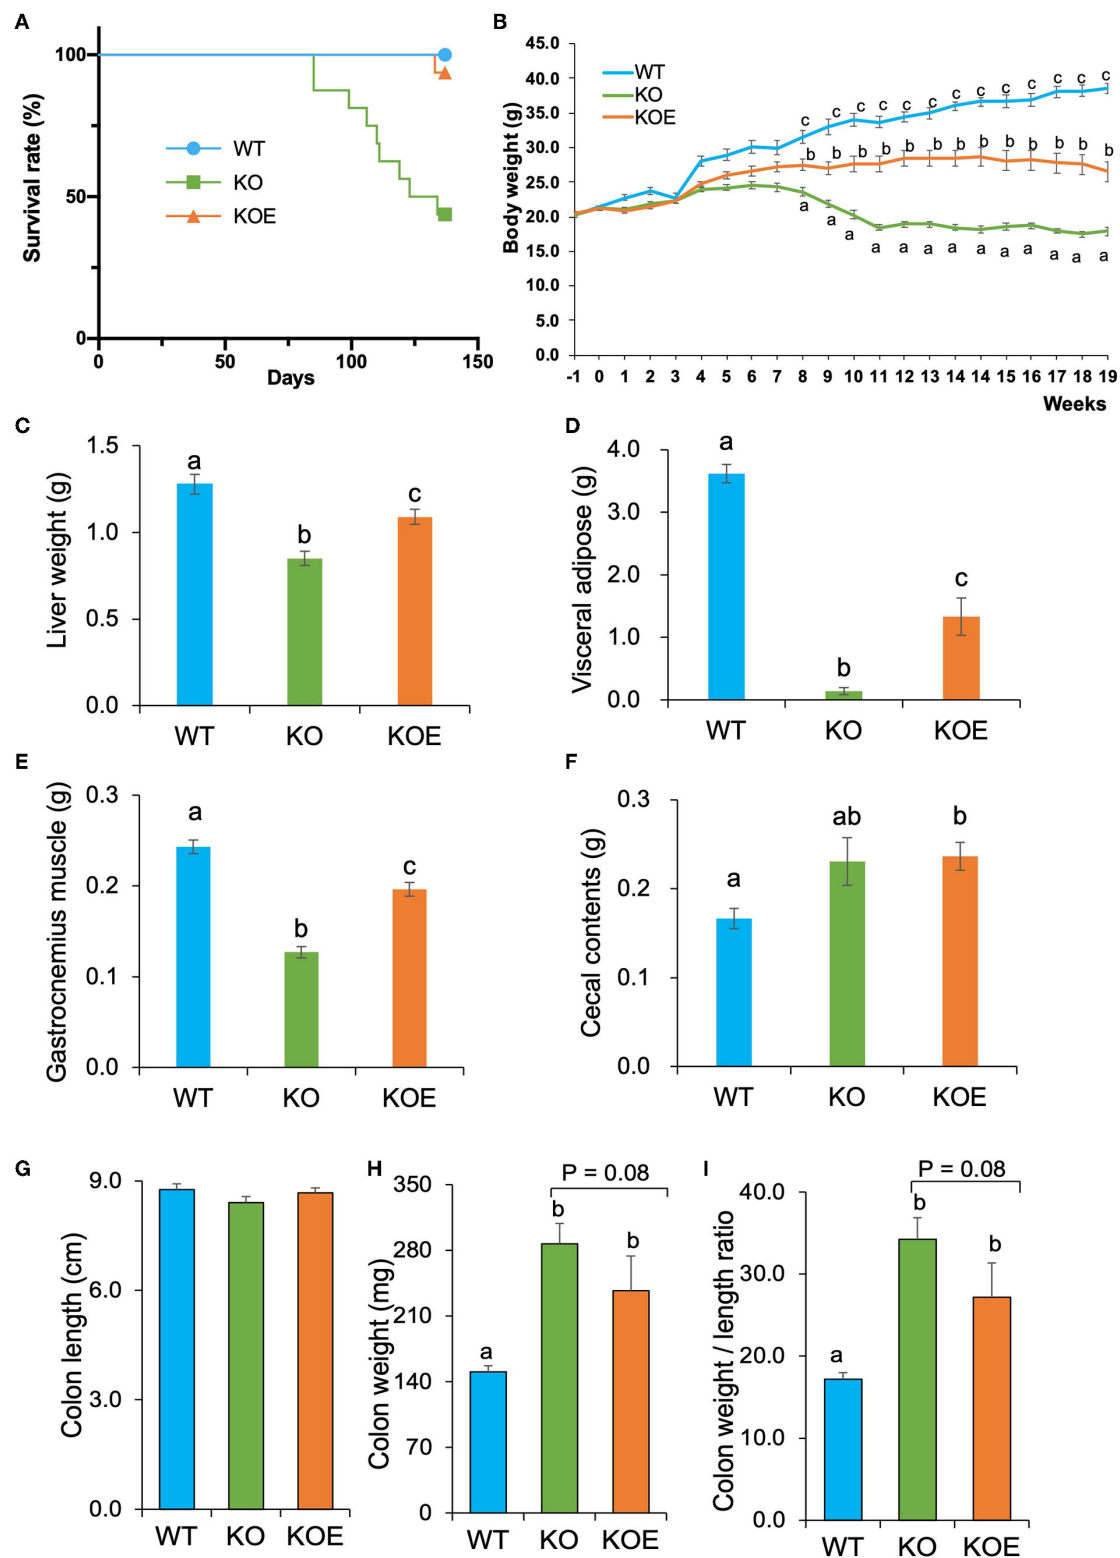 A
100
50
0
Survival rate (%)
WT
KO
KOE
0 50 100 150
Days
B
45.0
40.0
35.0
30.0
25.0
20.0
15.0
10.0
5.0
0.0
Body weight (g)
WT
KO
KOE
c c c c c c c c c c c c c
b b b b b b b b b b b b b
a a a a a a a a a a a a a
-1 0 1 2 3 4 5 6 7 8 9 10 11 12 13 14 14 15 16 17 18 19
Weeks
C
1.5
1.0
0.5
0.0
Liver weight (g)
a
b
c
WT KO KOE
D
4.0
3.0
2.0
1.0
0.0
Visceral adipose (g)
a
b
c
WT KO KOE
E
0.3
0.2
0.1
0.0
Gastrocnemius muscle (g)
a
b
c
WT KO KOE
F
0.3
0.2
0.1
0.0
Cecal contents (g)
a
ab
b
WT KO KOE
G
9.0
6.0
3.0
0.0
Colon length (cm)
WT KO KOE
H
350
280
210
140
70
0
Colon weight (mg)
P = 0.08
a
b
b
WT KO KOE
I
40.0
30.0
20.0
10.0
0.0
Colon weight / length ratio
P = 0.08
a
b
b
WT KO KOE